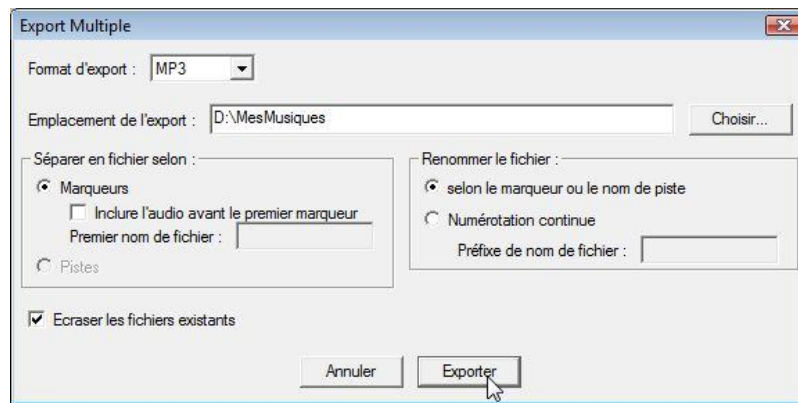 Export Multiple
Format d'export : MP3
Emplacement de l'export : D:\MesMusiques Choisir...
Séparer en fichier selon :
Marqueurs
Inclure l'audio avant le premier marqueur
Premier nom de fichier :
Pistes
Renommer le fichier :
selon le marqueur ou le nom de piste
Numérotation continue
Préfixe de nom de fichier :
Ecraser les fichiers existants
Annuler Exporter